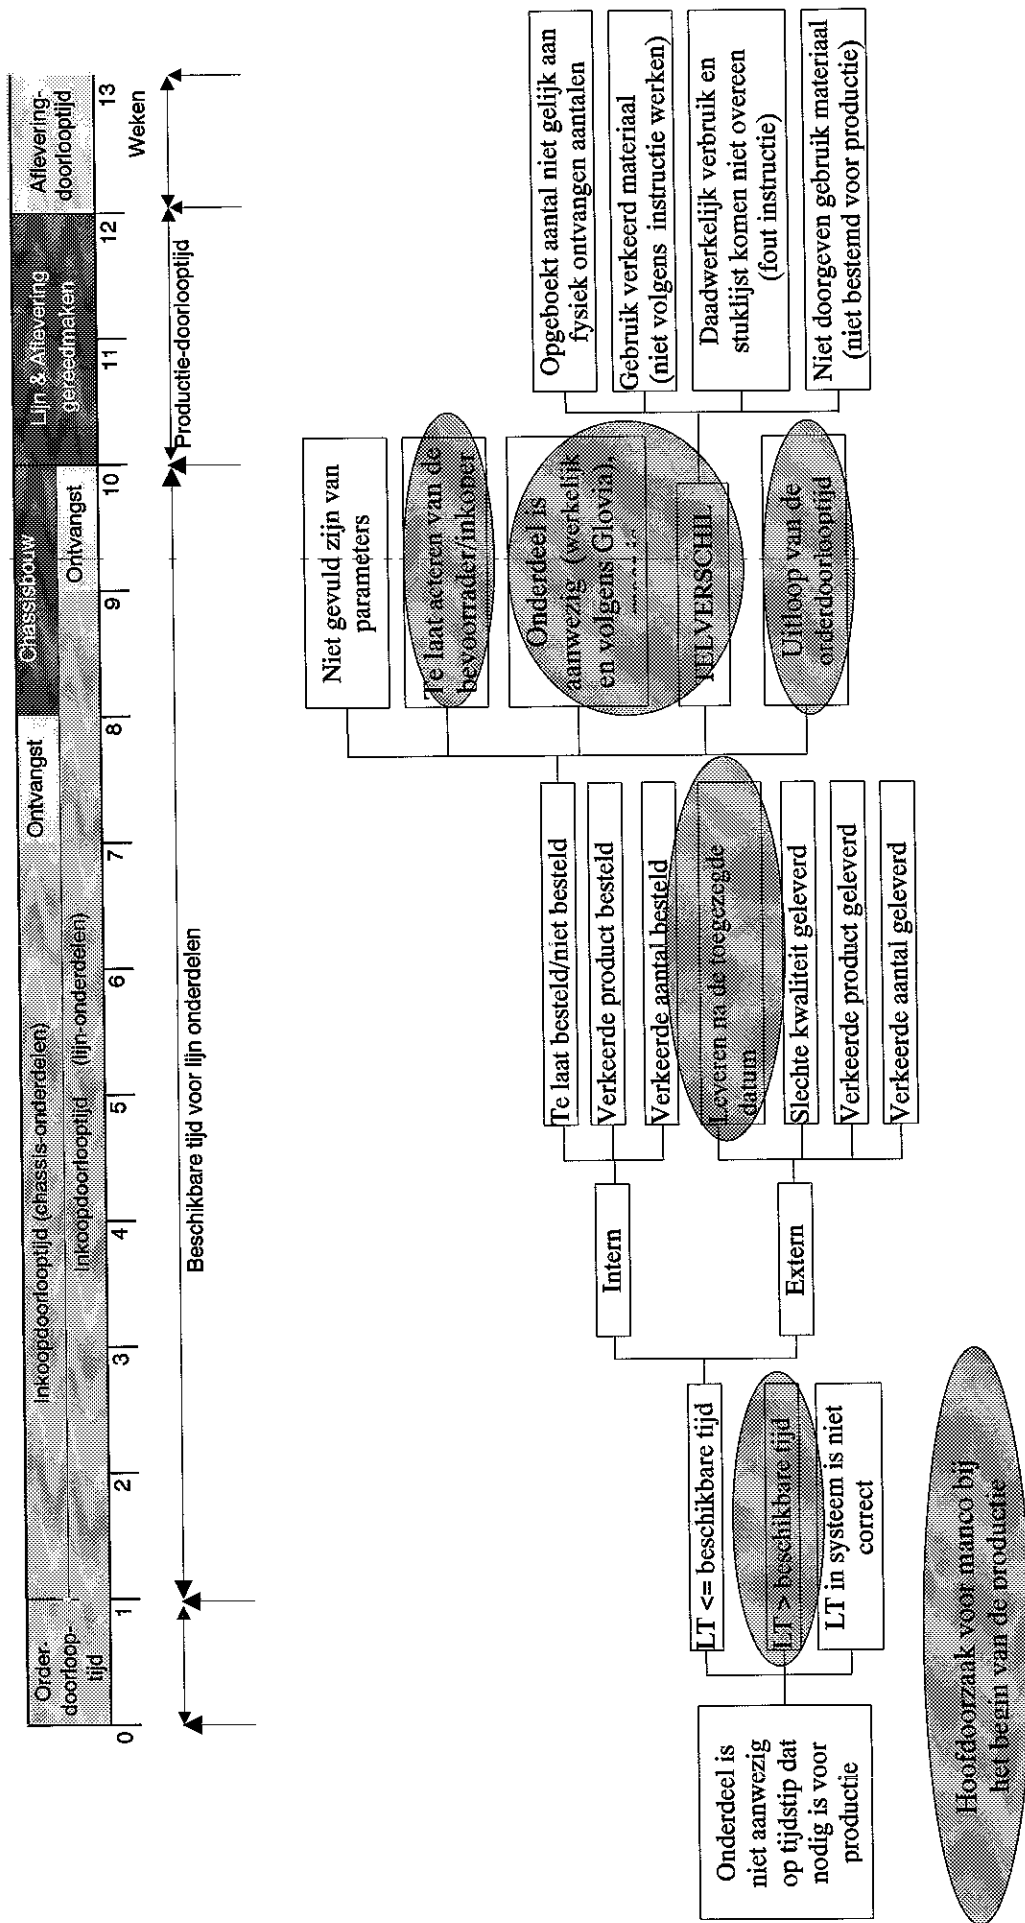 Order-
doorloop-
tijd
Inkoopdoorlooptijd (chassis-onderdelen)
Ontvangst
Chassisbouw
Inkoopdoorlooptijd (lijn-onderdelen)
Ontvangst
Lijn & Aflevering
gereedmaken
Aflevering-
doorlooptijd
0
1
2
3
4
5
6
7
8
9
10
11
12
13
Weken
Beschikbare tijd voor lijn onderdelen
Productie-doorlooptijd
Onderdeel is
niet aanwezig
op tijdstip dat
nodig is voor
productie
LT <= beschikbare tijd
LT > beschikbare tijd
LT in systeem is niet
correct
Intern
Extern
Te laat besteld/niet besteld
Verkeerde product besteld
Verkeerde aantal besteld
Leveren na de toegezegde
datum
Slechte kwaliteit geleverd
Verkeerde product geleverd
Verkeerde aantal geleverd
Niet gevuld zijn van
parameters
Te laat acteren van de
bevoorrader/inkoper
Onderdeel is
aanwezig (werkelijk
en volgens Glovia),
TELVERSCHIL
Uitloop van de
orderdoorlooptijd
Opgeboekt aantal niet gelijk aan
fysiek ontvangen aantalen
Gebruik verkeerd materiaal
(niet volgens instructie werken)
Daadwerkelijk verbruik en
stuklijst komen niet overeen
(fout instructie)
Niet doorgeven gebruik materiaal
(niet bestemd voor productie)
Hoofdoorzaak voor manco bij
het begin van de productie